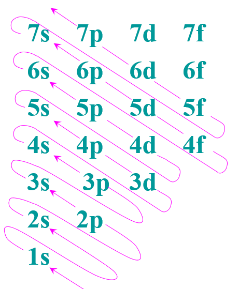 7s 7p 7d 7f
6s 6p 6d 6f
5s 5p 5d 5f
4s 4p 4d 4f
3s 3p 3d
2s 2p
1s